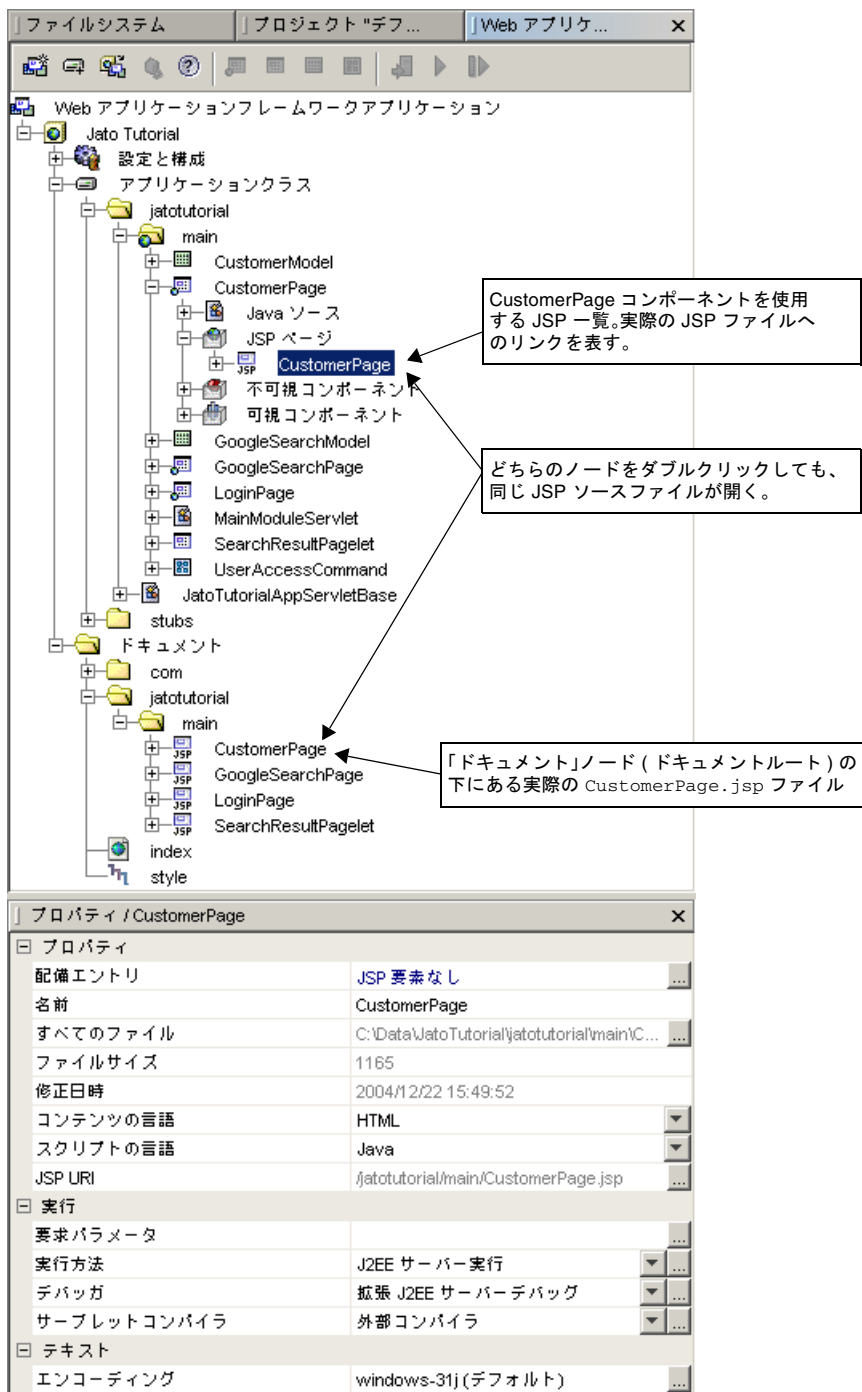 ファイルシステム
プロジェクト "デフ...
Web アプリケ...
Web アプリケーションフレームワークアプリケーション
Jato Tutorial
設定と構成
アプリケーションクラス
jatotutorial
main
CustomerModel
CustomerPage
Java ソース
JSP ページ
JSP CustomerPage
不可視コンポーネント
可視コンポーネント
GoogleSearchModel
GoogleSearchPage
LoginPage
MainModuleServlet
SearchResultPagelet
UserAccessCommand
JatoTutorialAppServletBase
stubs
ドキュメント
com
jatotutorial
main
JSP CustomerPage
JSP GoogleSearchPage
JSP LoginPage
JSP SearchResultPagelet
index
style
CustomerPage コンポーネントを使用
する JSP 一覧。実際の JSP ファイルへ
のリンクを表す。
どちらのノードをダブルクリックしても、
同じ JSP ソースファイルが開く。
「ドキュメント」ノード ( ドキュメントルート ) の
下にある実際の CustomerPage.jsp ファイル
プロパティ / CustomerPage
プロパティ
配備エントリ JSP 要素なし ...
名前 CustomerPage
すべてのファイル C:\Data\JatoTutorial\jatotutorial\main\C... ...
ファイルサイズ 1165
修正日時 2004/12/22 15:49:52
コンテンツの言語 HTML
スクリプトの言語 Java
JSP URI /jatotutorial/main/CustomerPage.jsp ...
実行
要求パラメータ ...
実行方法 J2EE サーバー実行 ...
デバッガ 拡張 J2EE サーバーデバッグ ...
サーブレットコンパイラ 外部コンパイラ ...
テキスト
エンコーディング windows-31j (デフォルト) ...